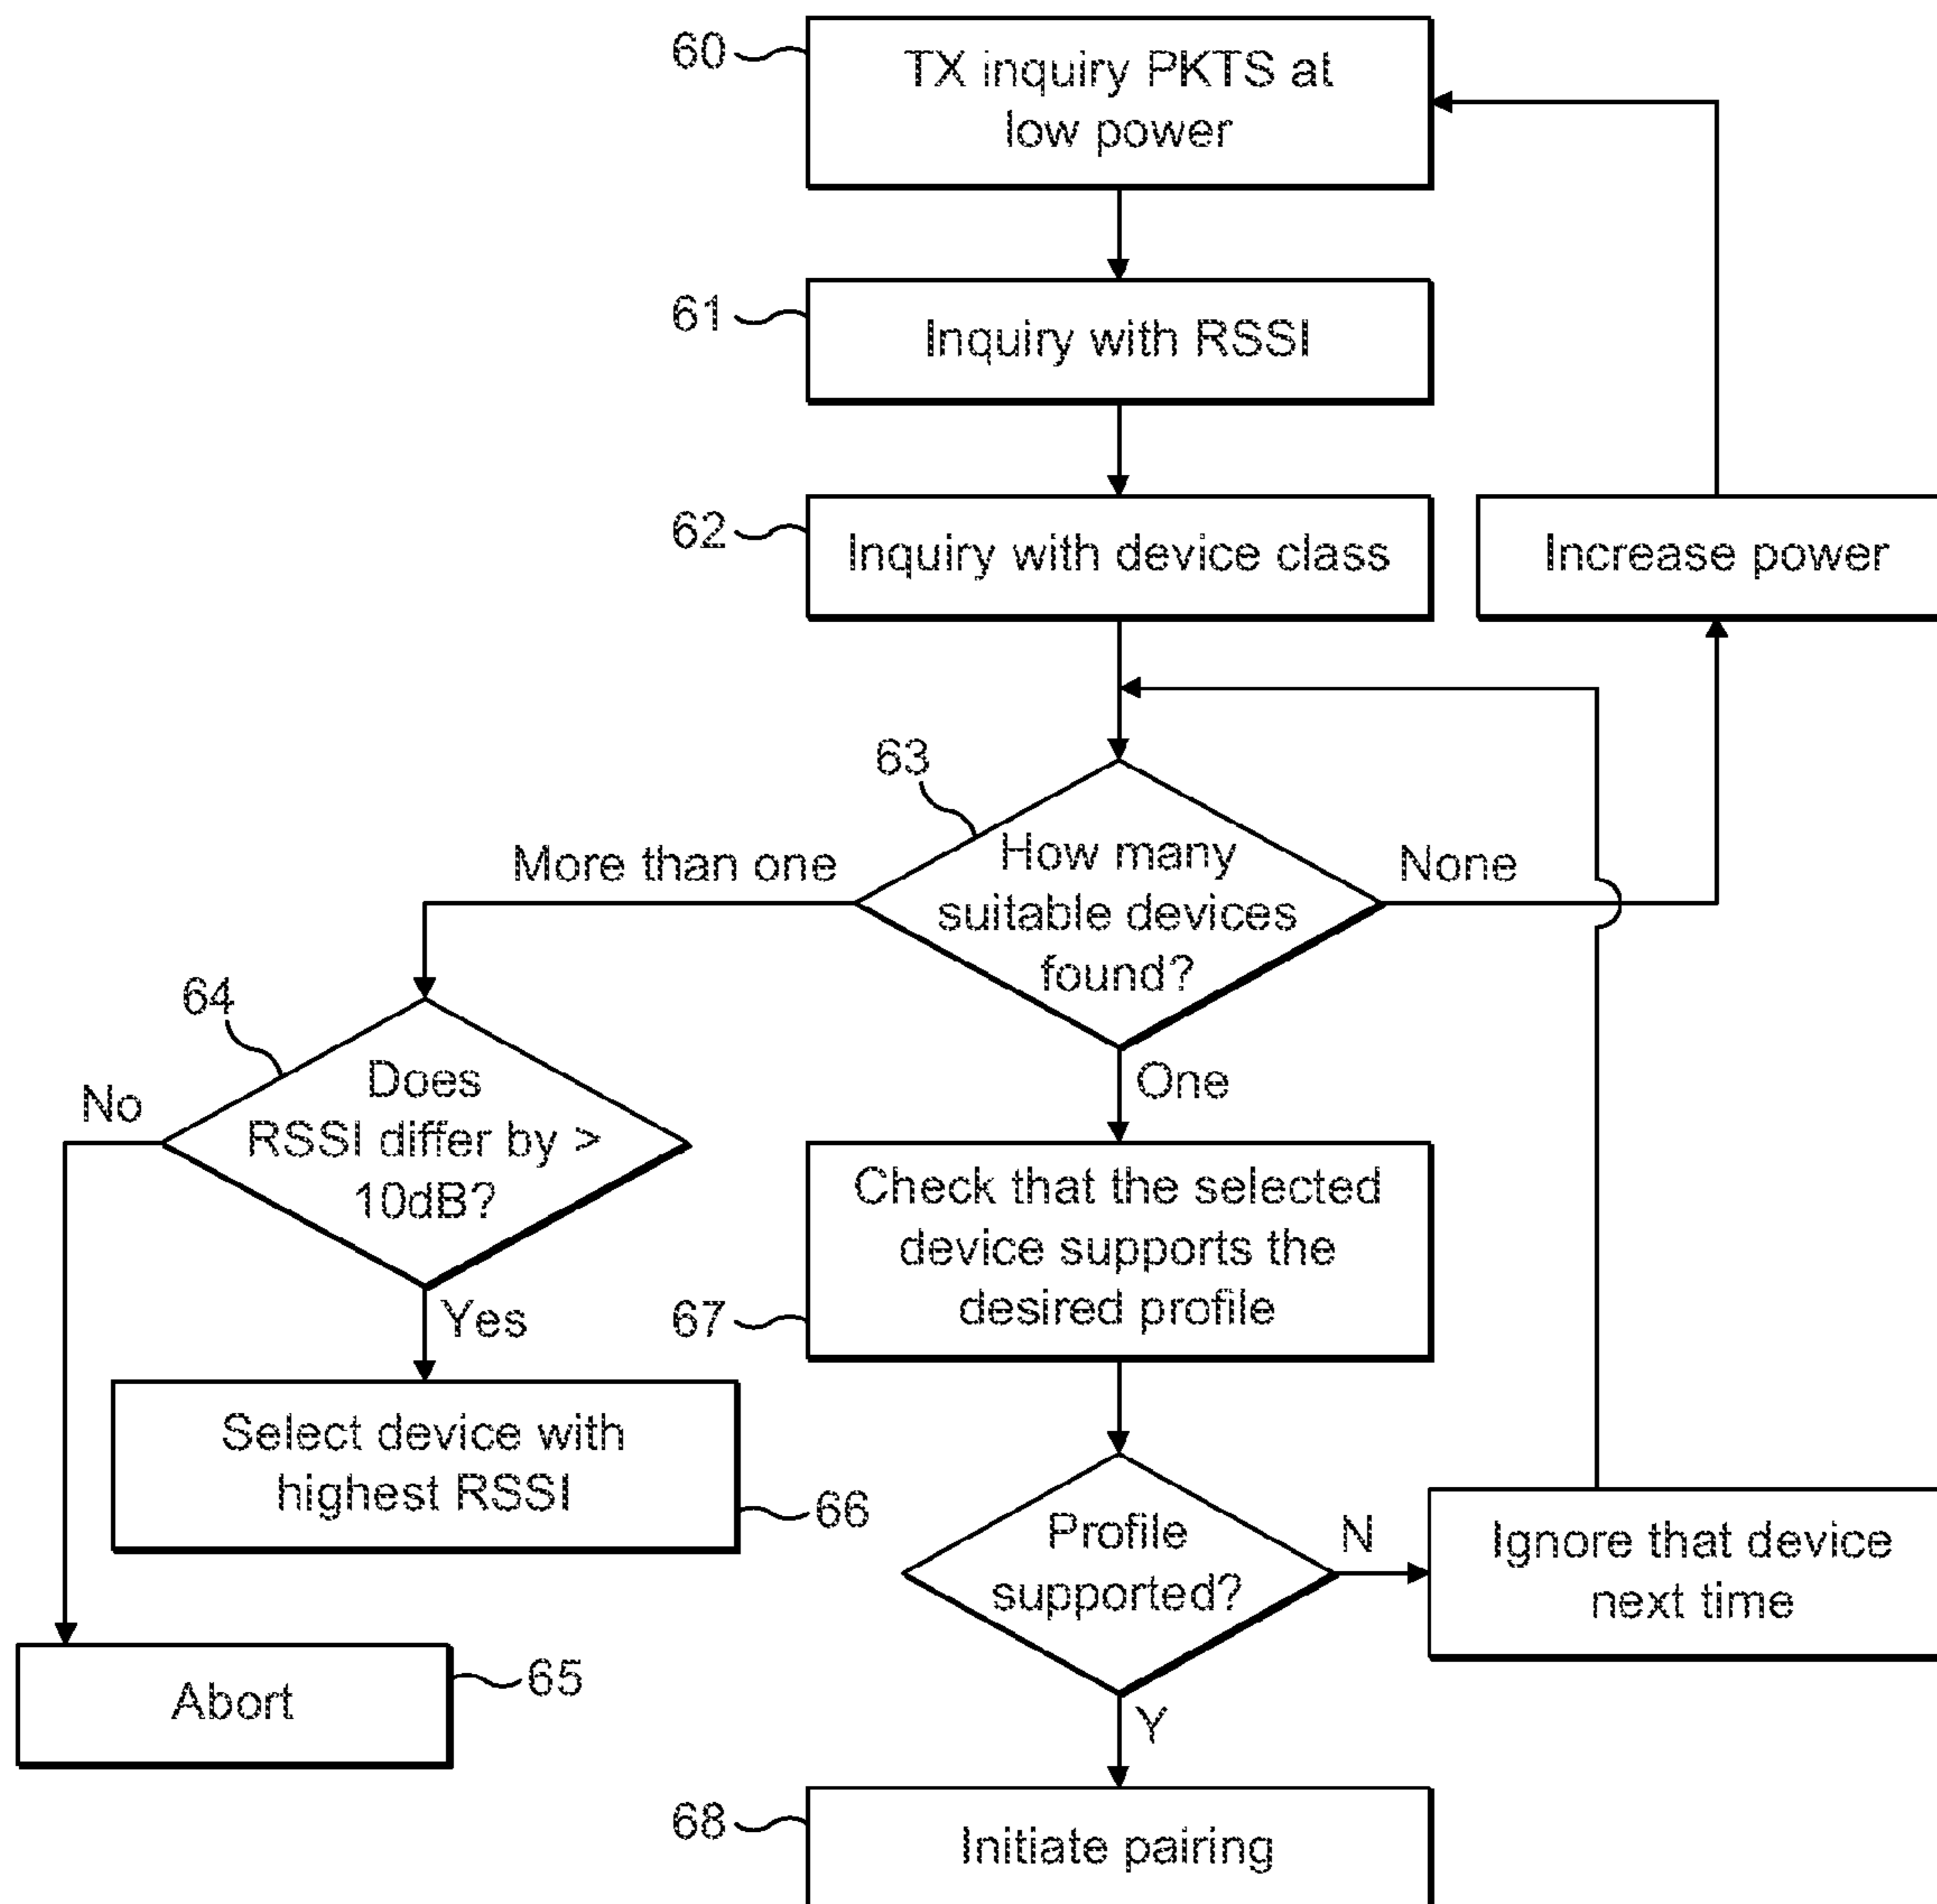 60
TX inquiry PKTS at
low power
61
Inquiry with RSSI
62
Inquiry with device class
Increase power
63
How many
suitable devices
found?
More than one
None
One
64
Does
RSSI differ by >
10dB?
No
Yes
Check that the selected
device supports the
desired profile
67
Select device with
highest RSSI
66
Profile
supported?
N
Ignore that device
next time
Abort
65
Y
68
Initiate pairing